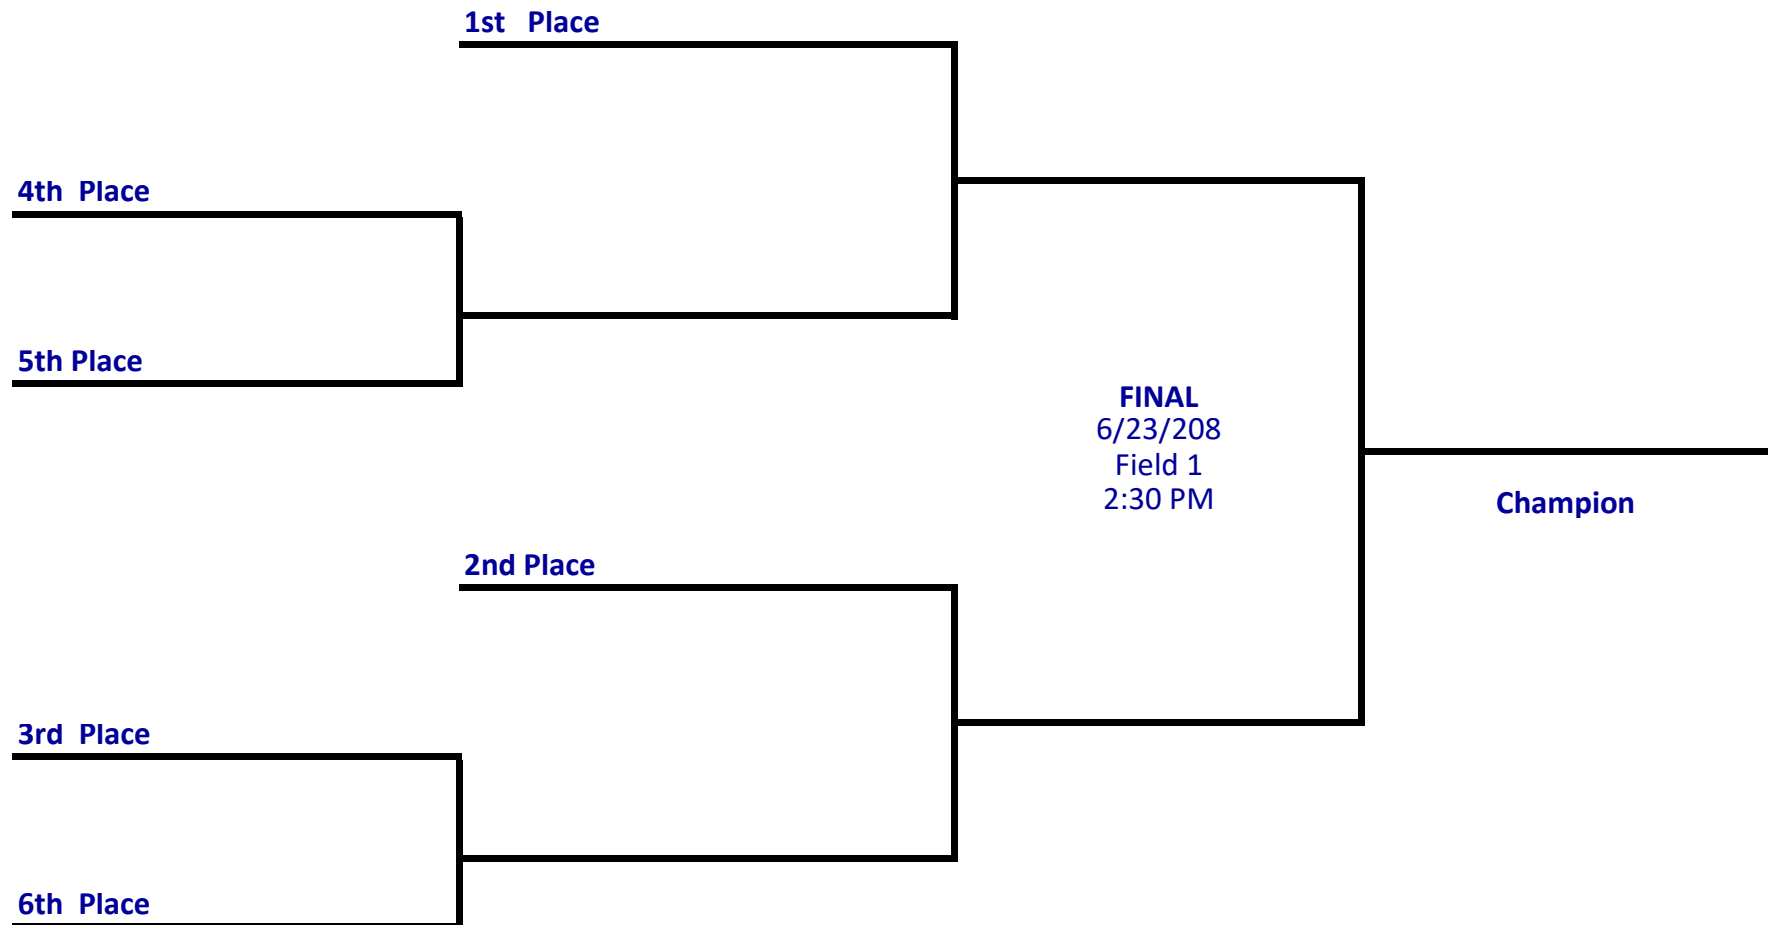 1st Place
4th Place
5th Place
FINAL
6/23/208
Field 1
2:30 PM
Champion
2nd Place
3rd Place
6th Place